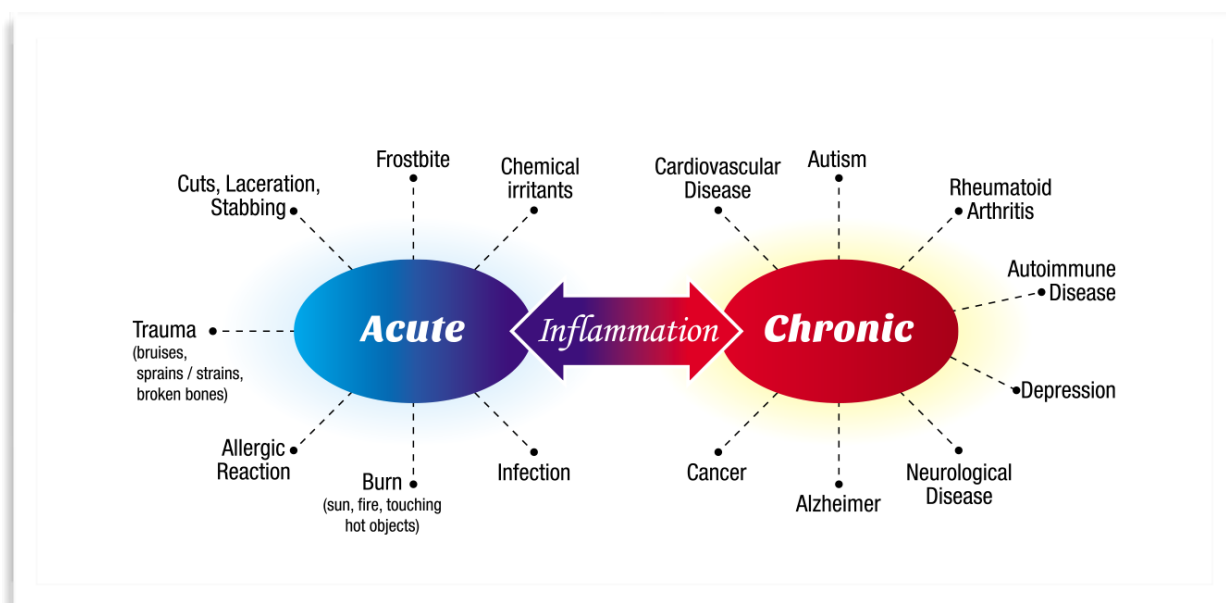 Frostbite
Chemical
irritants
Cuts, Laceration,
Stabbing
Trauma
(bruises,
sprains / strains,
broken bones)
Allergic
Reaction
Burn
(sun, fire, touching
hot objects)
Infection
Acute
Inflammation
Chronic
Cardiovascular
Disease
Autism
Rheumatoid
Arthritis
Autoimmune
Disease
Depression
Neurological
Disease
Alzheimer
Cancer